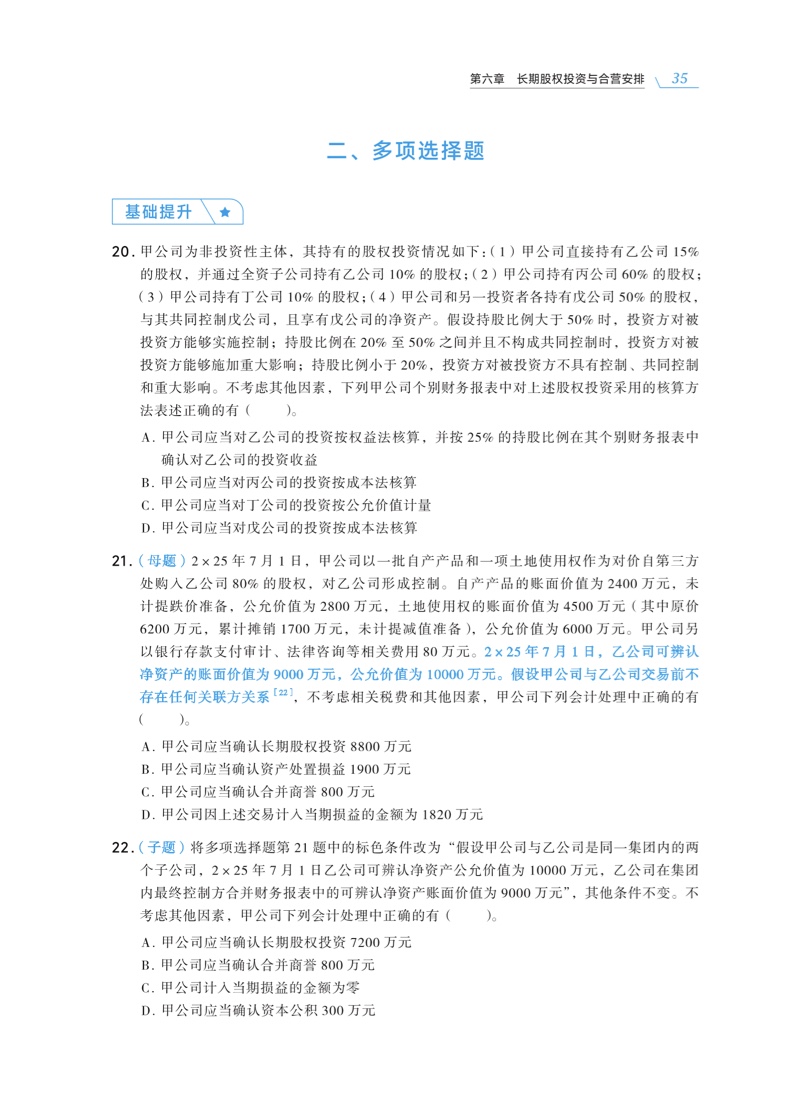 第六章 长期股权投资与合营安排 35
二、多项选择题
基础提升
20. 甲公司为非投资性主体，其持有的股权投资情况如下：（1）甲公司直接持有乙公司 15%
的股权，并通过全资子公司持有乙公司 10% 的股权；（2）甲公司持有丙公司 60% 的股权；
（3）甲公司持有丁公司 10% 的股权；（4）甲公司和另一投资者各持有戊公司 50% 的股权，
与其共同控制戊公司，且享有戊公司的净资产。假设持股比例大于 50% 时，投资方对被
投资方能够实施控制；持股比例在 20% 至 50% 之间并且不构成共同控制时，投资方对被
投资方能够施加重大影响；持股比例小于 20%，投资方对被投资方不具有控制、共同控制
和重大影响。不考虑其他因素，下列甲公司个别财务报表中对上述股权投资采用的核算方
法表述正确的有（ ）。
A. 甲公司应当对乙公司的投资按权益法核算，并按 25% 的持股比例在其个别财务报表中
确认对乙公司的投资收益
B. 甲公司应当对丙公司的投资按成本法核算
C. 甲公司应当对丁公司的投资按公允价值计量
D. 甲公司应当对戊公司的投资按成本法核算
21.（母题）2×25 年 7 月 1 日，甲公司以一批自产产品和一项土地使用权作为对价自第三方
处购入乙公司 80% 的股权，对乙公司形成控制。自产产品的账面价值为 2400 万元，未
计提跌价准备，公允价值为 2800 万元，土地使用权的账面价值为 4500 万元（其中原价
6200 万元，累计摊销 1700 万元，未计提减值准备），公允价值为 6000 万元。甲公司另
以银行存款支付审计、法律咨询等相关费用 80 万元。2×25 年 7 月 1 日，乙公司可辨认
净资产的账面价值为 9000 万元，公允价值为 10000 万元。假设甲公司与乙公司交易前不
存在任何关联方关系［22］，不考虑相关税费和其他因素，甲公司下列会计处理中正确的有
（ ）。
A. 甲公司应当确认长期股权投资 8800 万元
B. 甲公司应当确认资产处置损益 1900 万元
C. 甲公司应当确认合并商誉 800 万元
D. 甲公司因上述交易计入当期损益的金额为 1820 万元
22.（子题）将多项选择题第 21 题中的标色条件改为“假设甲公司与乙公司是同一集团内的两
个子公司，2×25 年 7 月 1 日乙公司可辨认净资产公允价值为 10000 万元，乙公司在集团
内最终控制方合并财务报表中的可辨认净资产账面价值为 9000 万元”，其他条件不变。不
考虑其他因素，甲公司下列会计处理中正确的有（ ）。
A. 甲公司应当确认长期股权投资 7200 万元
B. 甲公司应当确认合并商誉 800 万元
C. 甲公司计入当期损益的金额为零
D. 甲公司应当确认资本公积 300 万元